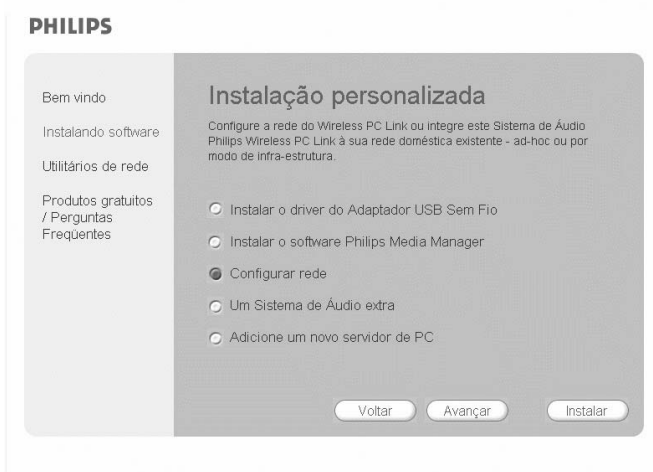 PHILIPS
Bem vindo
Instalando software
Utilitários de rede
Produtos gratuitos
/ Perguntas
Freqüentes
Instalação personalizada
Configure a rede do Wireless PC Link ou integre este Sistema de Áudio
Philips Wireless PC Link à sua rede doméstica existente - ad-hoc ou por
modo de infra-estrutura.
Instalar o driver do Adaptador USB Sem Fio
Instalar o software Philips Media Manager
Configurar rede
Um Sistema de Áudio extra
Adicione um novo servidor de PC
Voltar
Avançar
Instalar